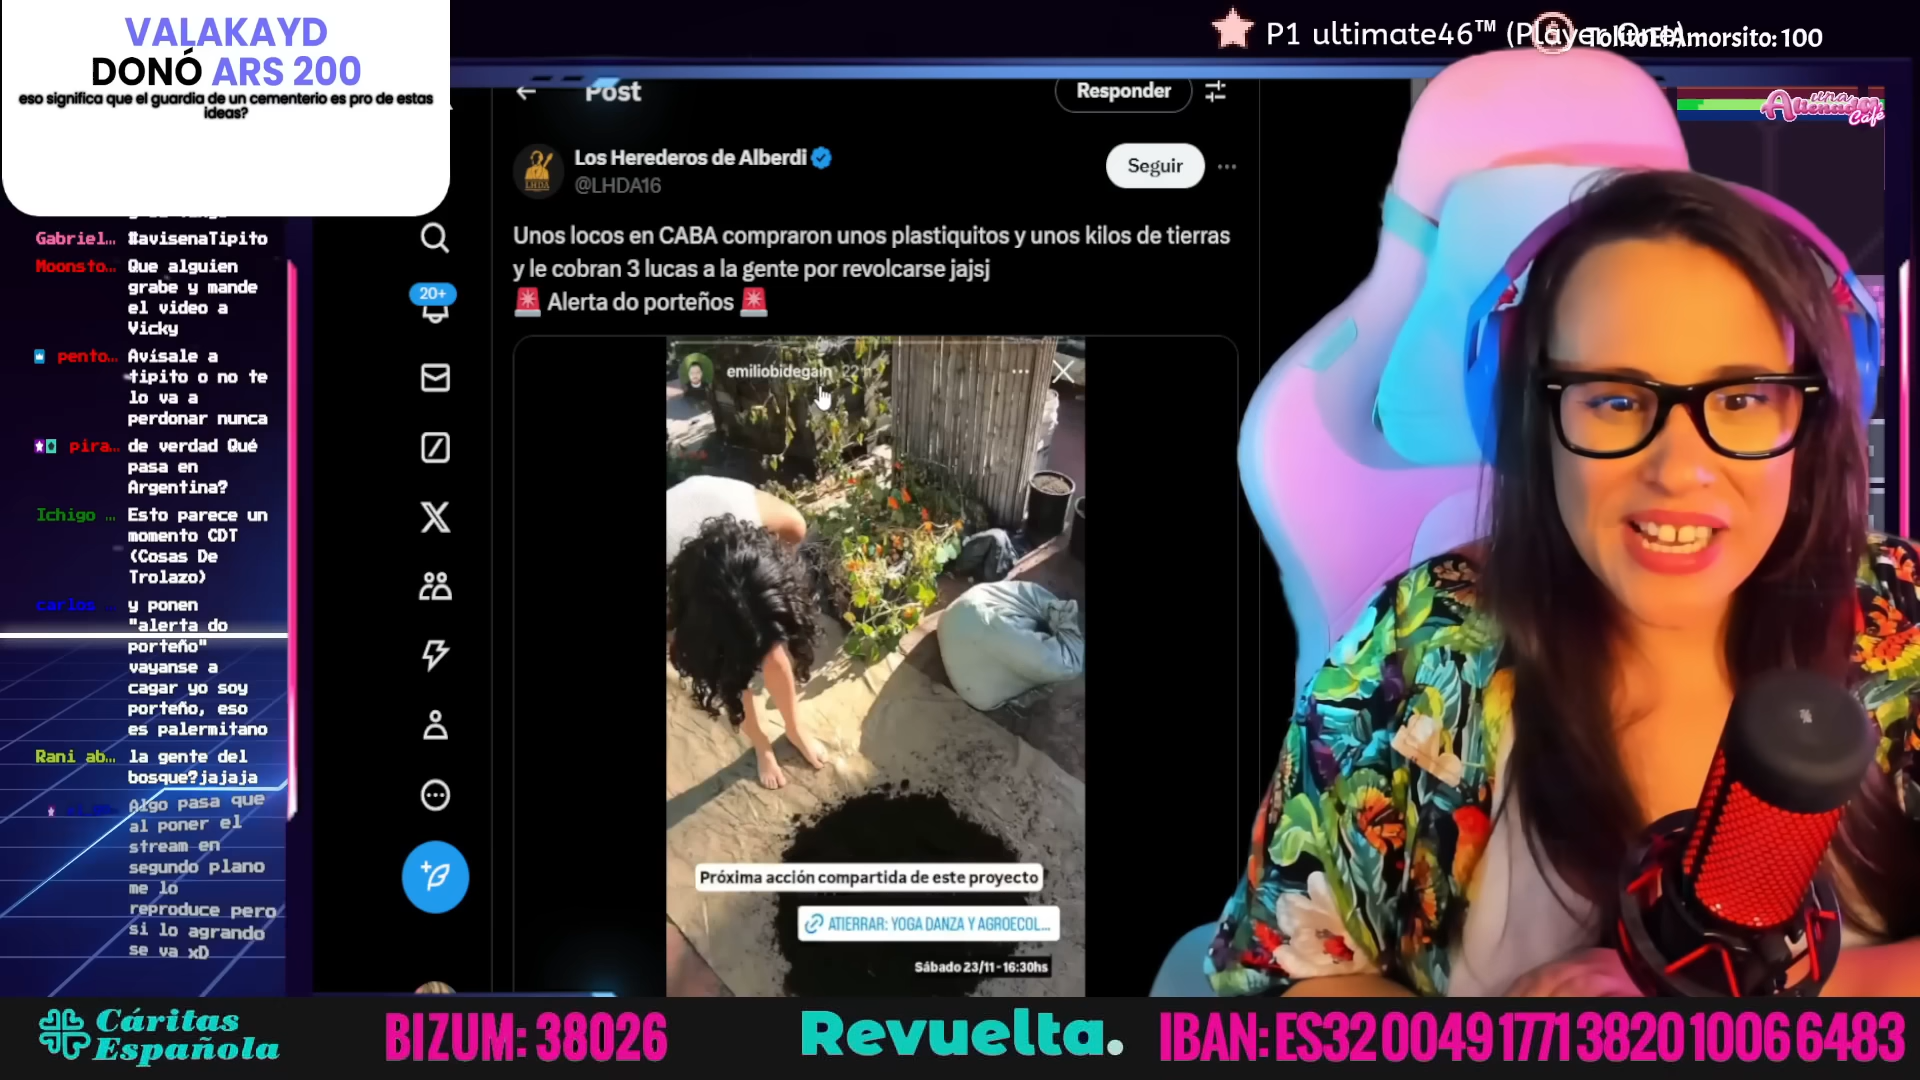 VALAKAYD
DONÓ ARS 200
eso significa que el guardia de un cementerio es pro de estas
ideas?
P1 ultimate46™
TolitoElAmorsito: 100
una
Alienada
Café
Post
Responder
Los Herederos de Alberdi
@LHDA16
Seguir
Unos locos en CABA compraron unos plastiquitos y unos kilos de tierras
y le cobran 3 lucas a la gente por revolcarse jajsj
🚨 Alerta do porteños 🚨
20+
emiliobidegain 22 h
Próxima acción compartida de este proyecto
ATIERRAR: YOGA DANZA Y AGROECOL...
Sábado 23/11 - 16:30hs
LHDA
Gabriel... #avisenaTipito
Moonsto... Que alguien
grabe y mande
el video a
Vicky
pento... Avisale a
tipito o no te
lo va a
perdonar nunca
pira... de verdad Qué
pasa en
Argentina?
Ichigo ... Esto parece un
momento CDT
(Cosas De
Trolazo)
carlos ... y ponen
"alerta do
porteño"
vayanse a
cagar yo soy
porteño, eso
es palermitano
Rani ab... la gente del
bosque?jajaja
Algo pasa que
al poner el
stream en
segundo plano
me lo
reproduce pero
si lo agrando
se va xD
Cáritas
Española
BIZUM: 38026
Revuelta.
IBAN: ES32 0049 1771 3820 1006 6483